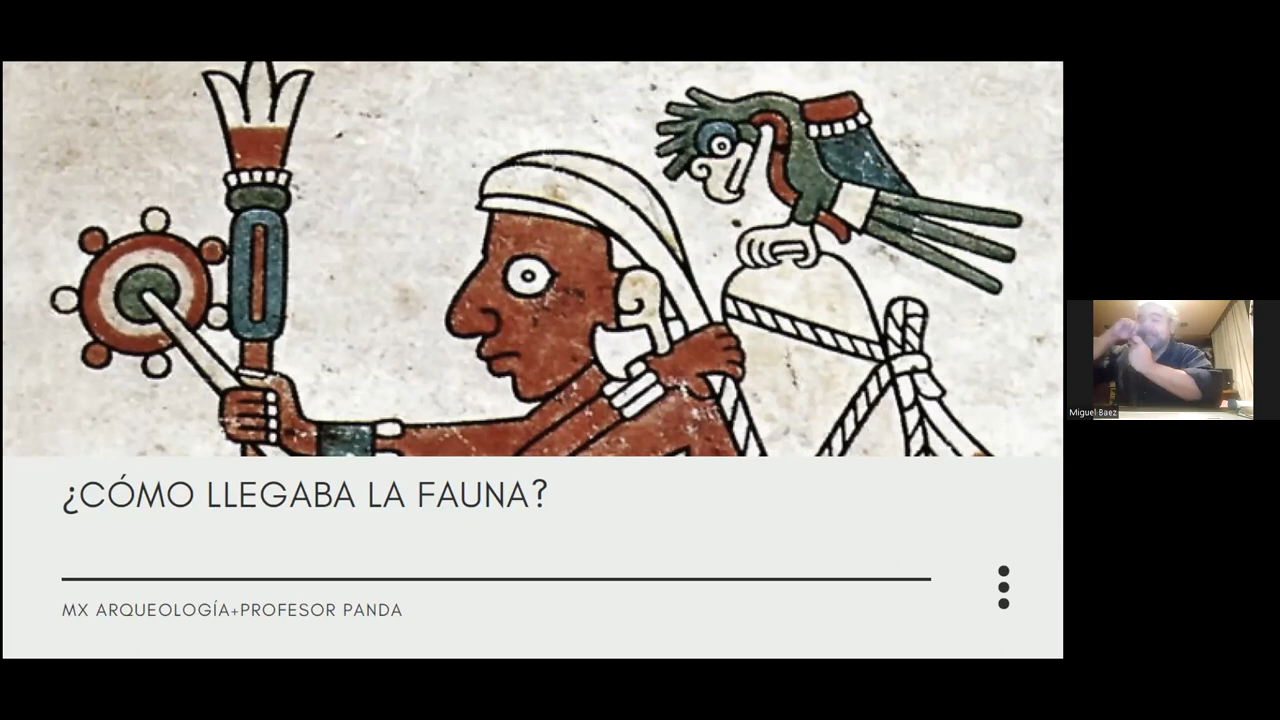 ¿CÓMO LLEGABA LA FAUNA?
MX ARQUEOLOGÍA+PROFESOR PANDA
Miguel Baez